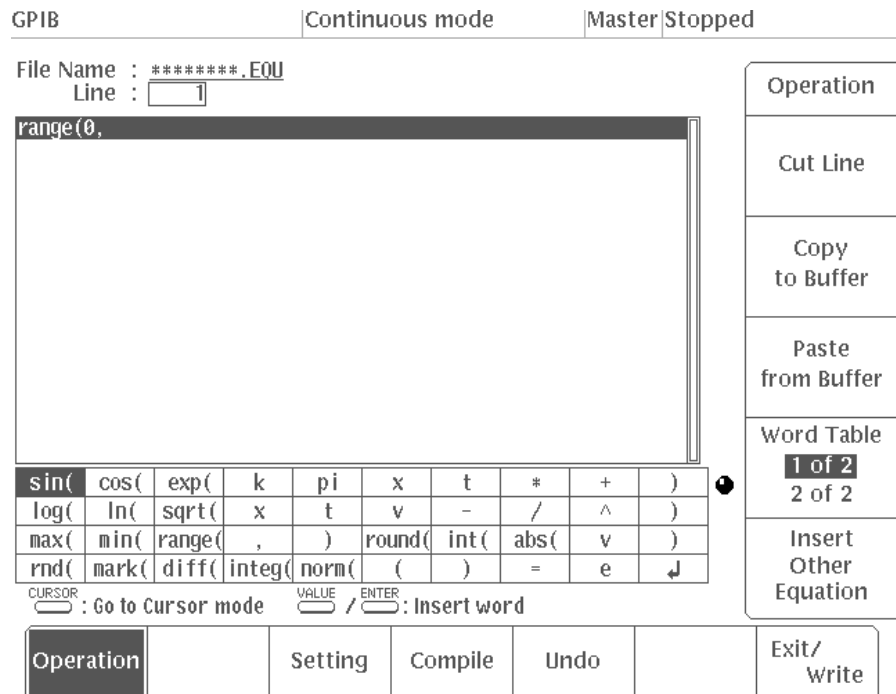 GPIB Continuous mode Master Stopped
File Name : ********.EQU
Line : 1
range(0,
sin( cos( exp( k pi x t * + )
log( ln( sqrt( x t v - / ^ )
max( min( range( , ) round( int( abs( v )
rnd( mark( diff( integ( norm( ( ) = e ↲
CURSOR : Go to Cursor mode VALUE / ENTER : Insert word
Operation
Cut Line
Copy
to Buffer
Paste
from Buffer
Word Table
1 of 2
2 of 2
Insert
Other
Equation
Operation Setting Compile Undo Exit/
Write